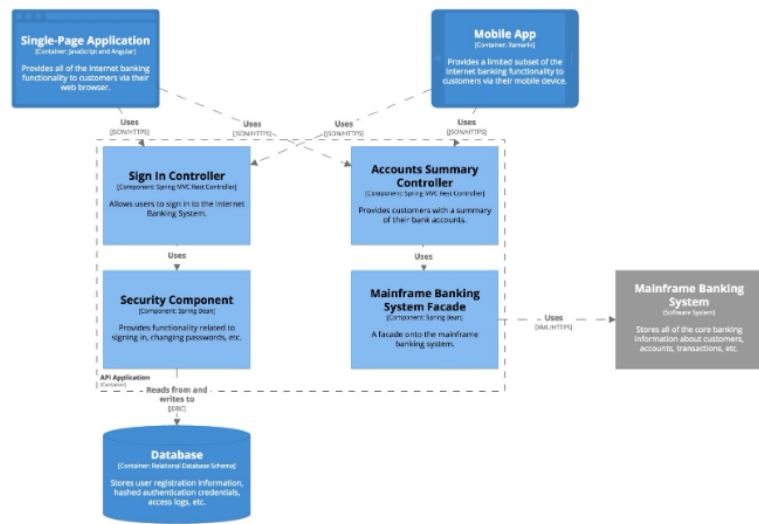 Single-Page Application
[Container: JavaScript and Angular]
Provides all of the Internet banking
functionality to customers via their
web browser.
Mobile App
[Container: Xamarin]
Provides a limited subset of the
Internet banking functionality to
customers via their mobile device.
Uses
[JSON/HTTPS]
Uses
[JSON/HTTPS]
Uses
[JSON/HTTPS]
Uses
[JSON/HTTPS]
Sign In Controller
[Component: Spring MVC Rest Controller]
Allows users to sign in to the Internet
Banking System.
Accounts Summary
Controller
[Component: Spring MVC Rest Controller]
Provides customers with a summary
of their bank accounts.
Uses
Uses
Security Component
[Component: Spring Bean]
Provides functionality related to
signing in, changing passwords, etc.
Mainframe Banking
System Facade
[Component: Spring Bean]
A facade onto the mainframe
banking system.
Uses
[XML/HTTPS]
Mainframe Banking
System
[Software System]
Stores all of the core banking
information about customers,
accounts, transactions, etc.
API Application
[Container]
Reads from and
writes to
[JDBC]
Database
[Container: Relational Database Schema]
Stores user registration information,
hashed authentication credentials,
access logs, etc.